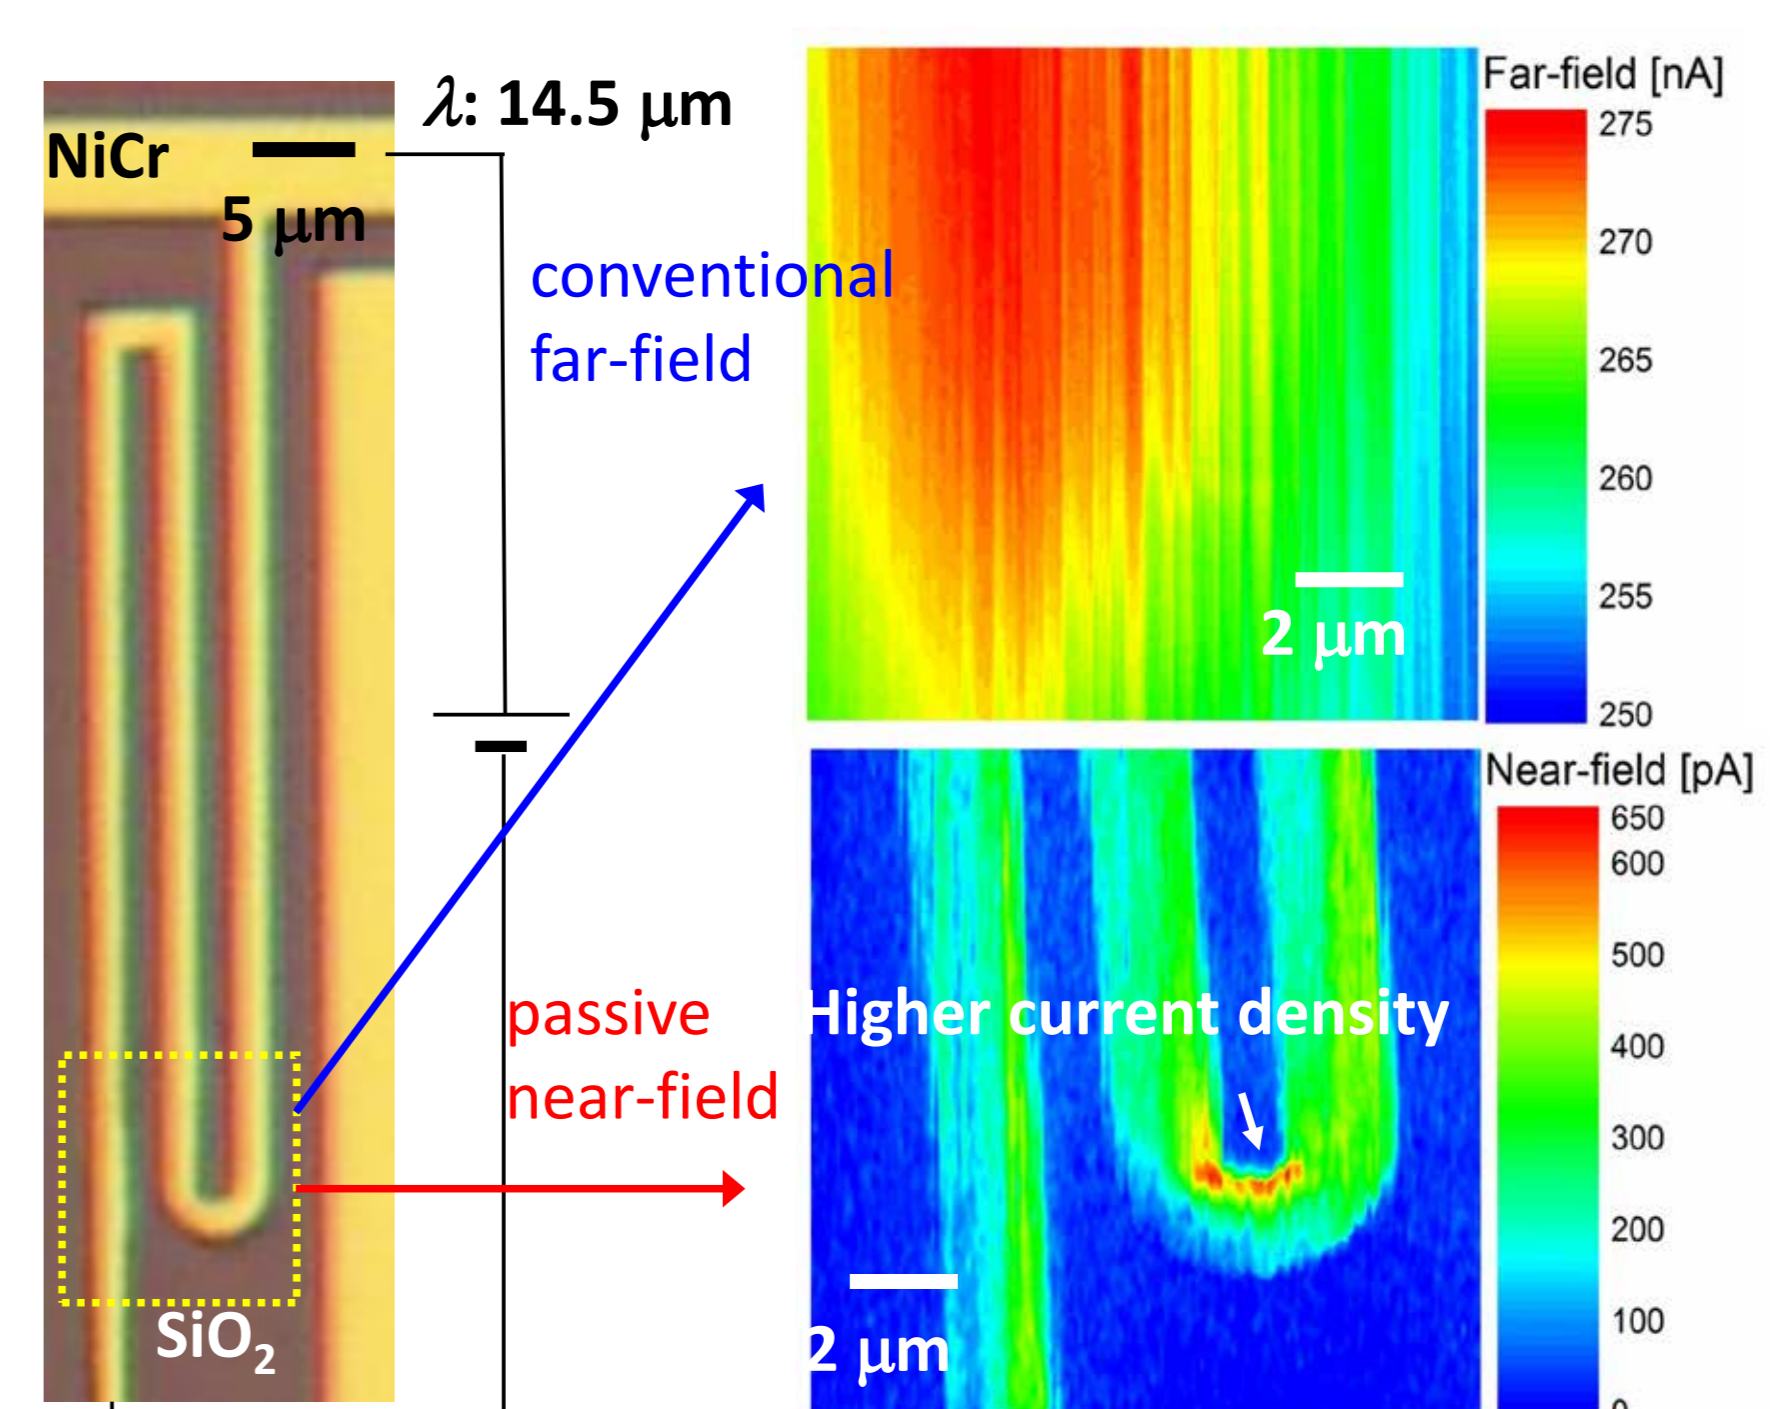 NiCr
5 μm
λ: 14.5 μm
conventional
far-field
passive
near-field
SiO₂
Far-field [nA]
275
270
265
260
255
250
2 μm
Near-field [pA]
650
600
500
400
300
200
100
0
Higher current density
2 μm